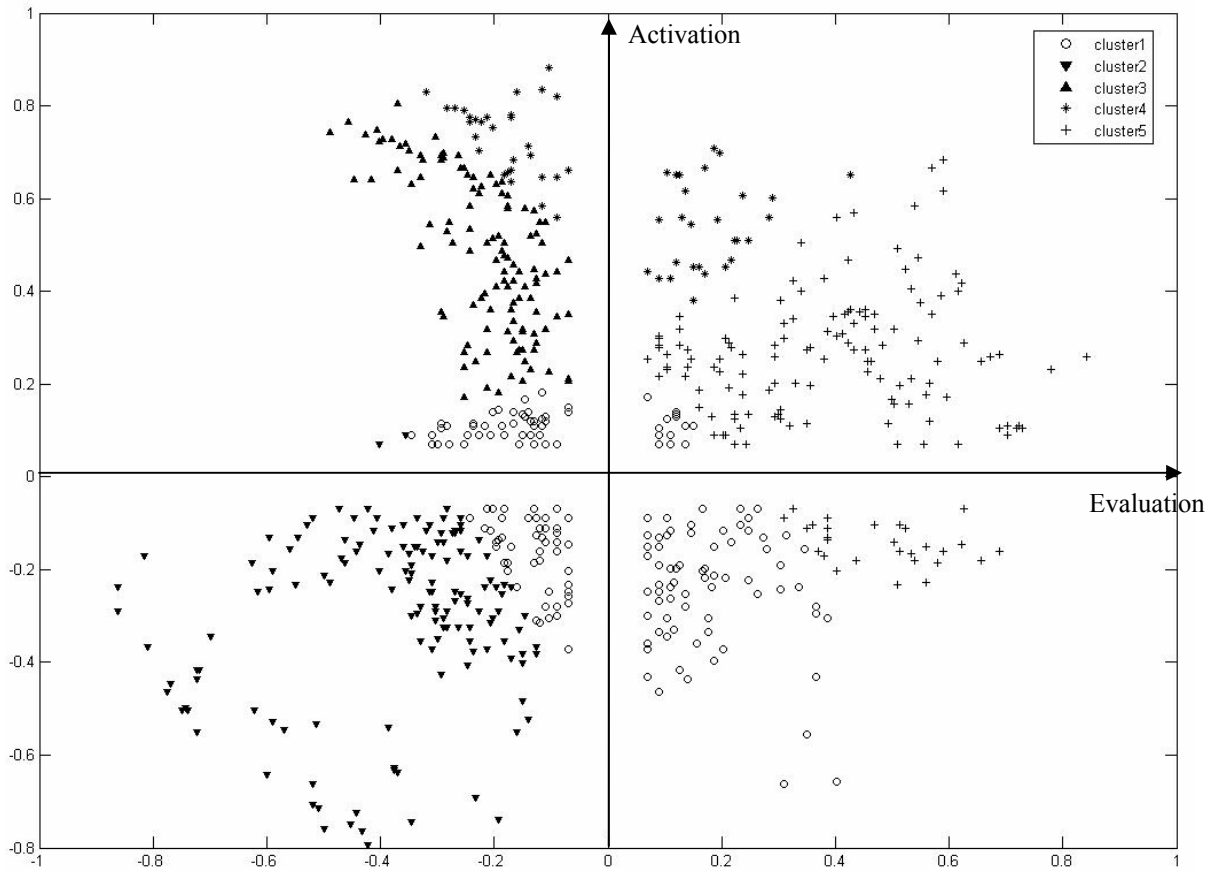 1
Activation
cluster1
cluster2
cluster3
cluster4
cluster5
0.8
0.6
0.4
0.2
0
Evaluation
-0.2
-0.4
-0.6
-0.8
-1 -0.8 -0.6 -0.4 -0.2 0 0.2 0.4 0.6 0.8 1